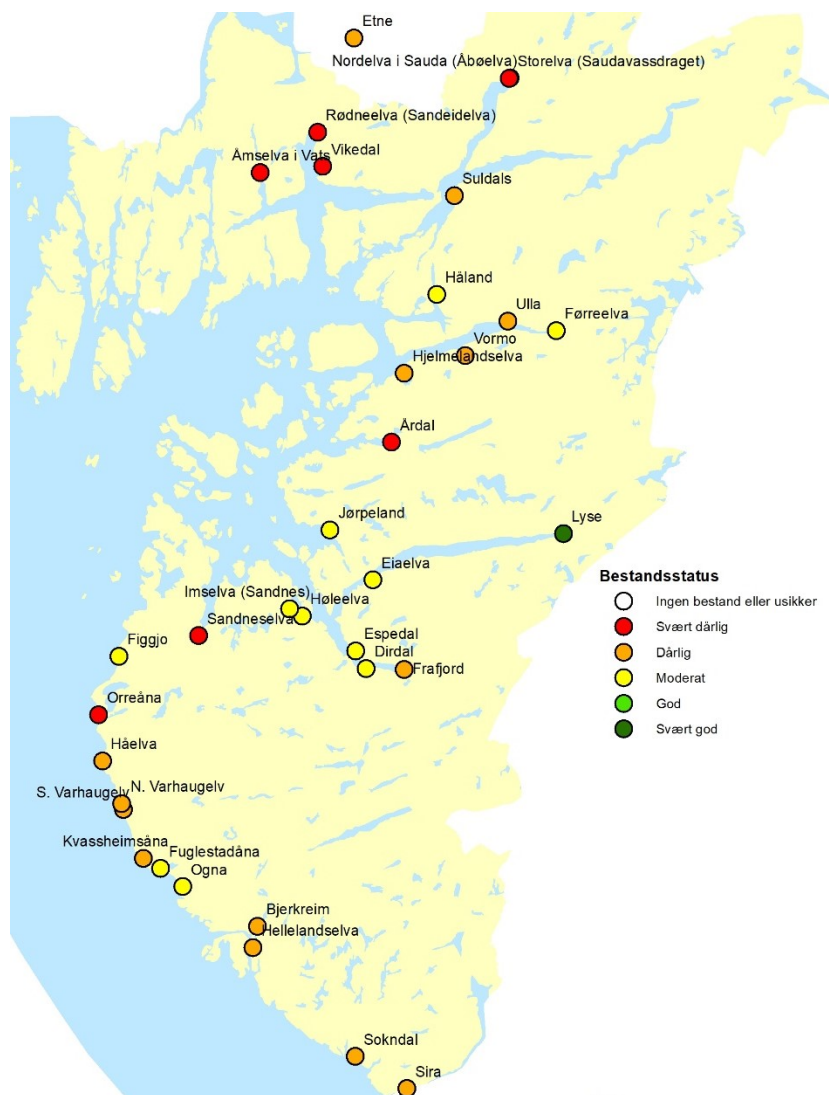 Etne
Nordelva i Sauda (Åbøelva)
Storelva (Saudavassdraget)
Rødneelva (Sandeidelva)
Åmselva i Vats
Vikedal
Suldals
Håland
Ulla
Førreelva
Vormo
Hjelmelandselva
Årdal
Jørpeland
Lyse
Eiaelva
Imselva (Sandnes)
Høleelva
Sandneselva
Figgjo
Espedal
Dirdal
Frafjord
Orreåna
Håelva
S. Varhaugelv
N. Varhaugelv
Kvassheimsåna
Fuglestadåna
Ogna
Bjerkreim
Hellelandselva
Sokndal
Sira
Bestandsstatus
Ingen bestand eller usikker
Svært dårlig
Dårlig
Moderat
God
Svært god